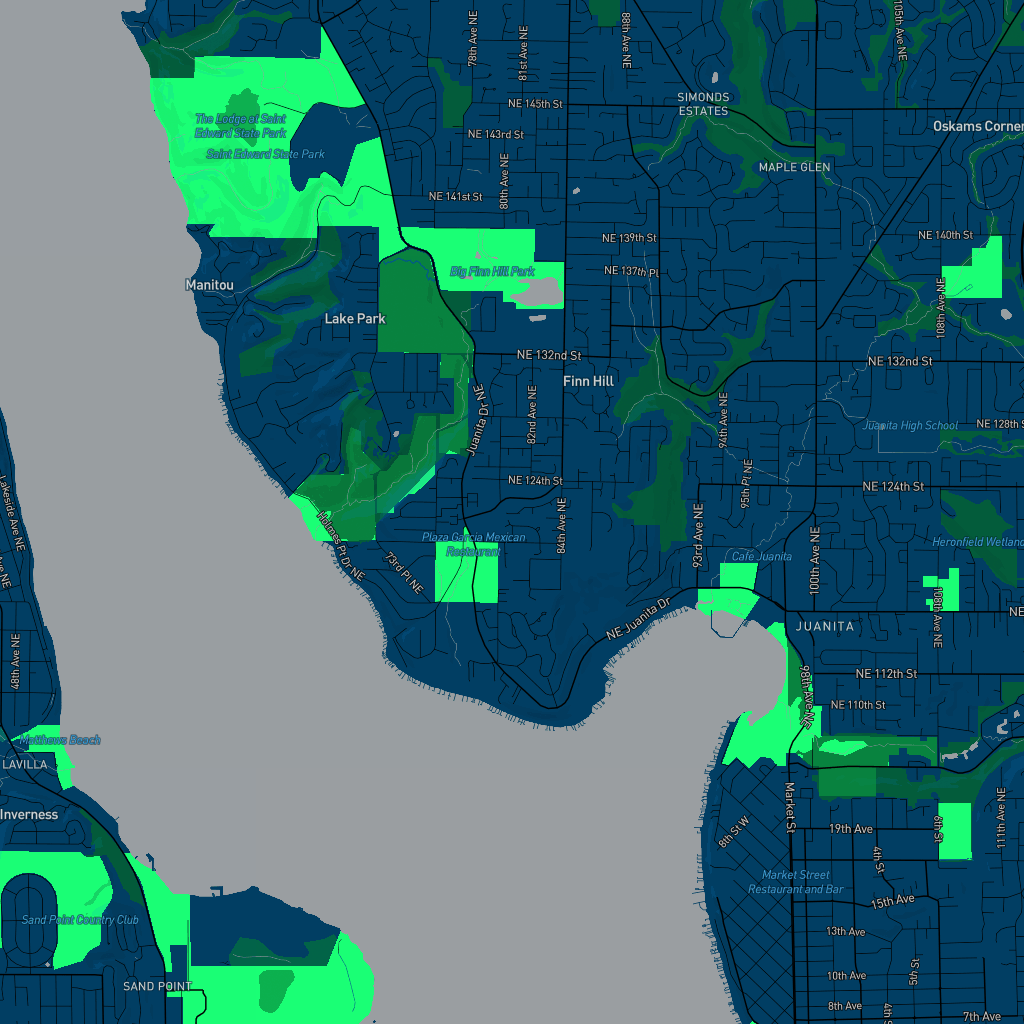 78th Ave NE
81st Ave NE
88th Ave NE
105th Ave NE
SIMONDS
ESTATES
NE 145th St
The Lodge at Saint
Edward State Park
NE 143rd St
Oskams Corner
Saint Edward State Park
MAPLE GLEN
80th Ave NE
NE 141st St
NE 139th St
NE 140th St
Big Finn Hill Park
NE 137th Pl
Manitou
108th Ave NE
Lake Park
NE 132nd St
NE 132nd St
Finn Hill
Juanita Dr NE
82nd Ave NE
94th Ave NE
Juanita High School
NE 128th S
95th Pl NE
NE 124th St
NE 124th St
Lakeside Ave NE
Holmes Pt Dr NE
84th Ave NE
93rd Ave NE
Plaza Garcia Mexican
Restaurant
Heronfield Wetland
Cafe Juanita
100th Ave NE
73rd Pl NE
108th Ave NE
NE Juanita Dr
NE
JUANITA
48th Ave NE
NE 112th St
98th Ave NE
NE 110th St
Matthews Beach
LAVILLA
Inverness
Market St
8th St W
19th Ave
6th St
111th Ave NE
4th St
Market Street
Restaurant and Bar
15th Ave
Sand Point Country Club
13th Ave
5th St
10th Ave
SAND POINT
8th Ave
4th S
7th Ave